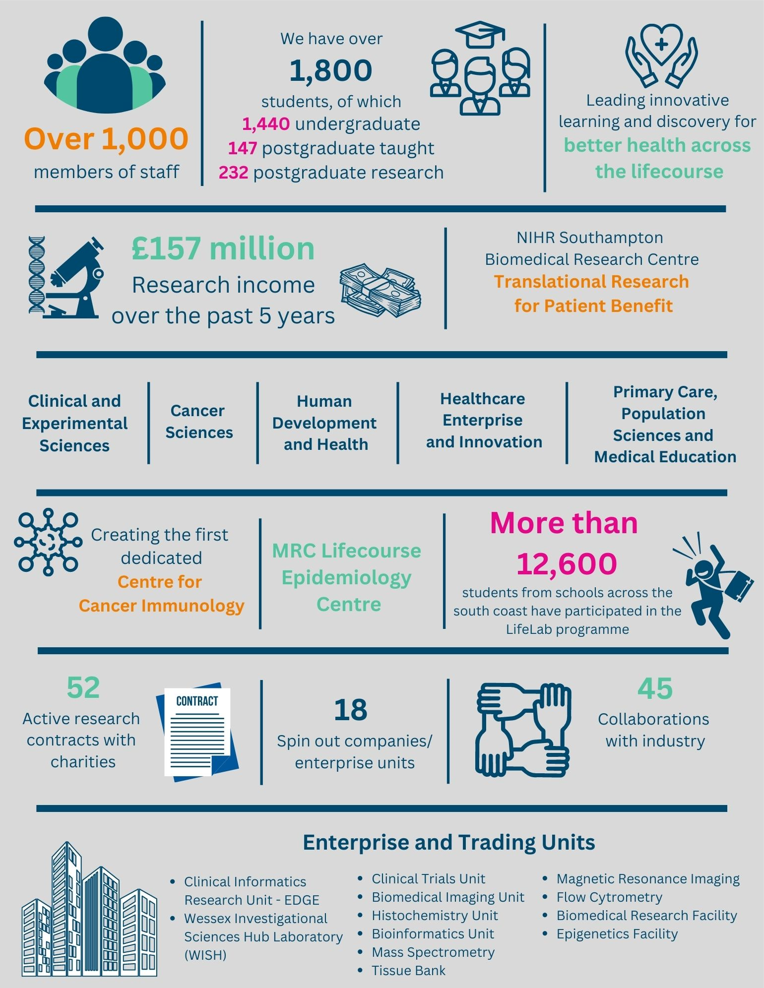 Over 1,000
members of staff
We have over
1,800
students, of which
1,440 undergraduate
147 postgraduate taught
232 postgraduate research
Leading innovative
learning and discovery for
better health across
the lifecourse
£157 million
Research income
over the past 5 years
NIHR Southampton
Biomedical Research Centre
Translational Research
for Patient Benefit
Clinical and
Experimental
Sciences
Cancer
Sciences
Human
Development
and Health
Healthcare
Enterprise
and Innovation
Primary Care,
Population
Sciences and
Medical Education
Creating the first
dedicated
Centre for
Cancer Immunology
MRC Lifecourse
Epidemiology
Centre
More than
12,600
students from schools across the
south coast have participated in the
LifeLab programme
52
Active research
contracts with
charities
CONTRACT
18
Spin out companies/
enterprise units
45
Collaborations
with industry
Enterprise and Trading Units
• Clinical Informatics
Research Unit - EDGE
• Wessex Investigational
Sciences Hub Laboratory
(WISH)
• Clinical Trials Unit
• Biomedical Imaging Unit
• Histochemistry Unit
• Bioinformatics Unit
• Mass Spectrometry
• Tissue Bank
• Magnetic Resonance Imaging
• Flow Cytrometry
• Biomedical Research Facility
• Epigenetics Facility